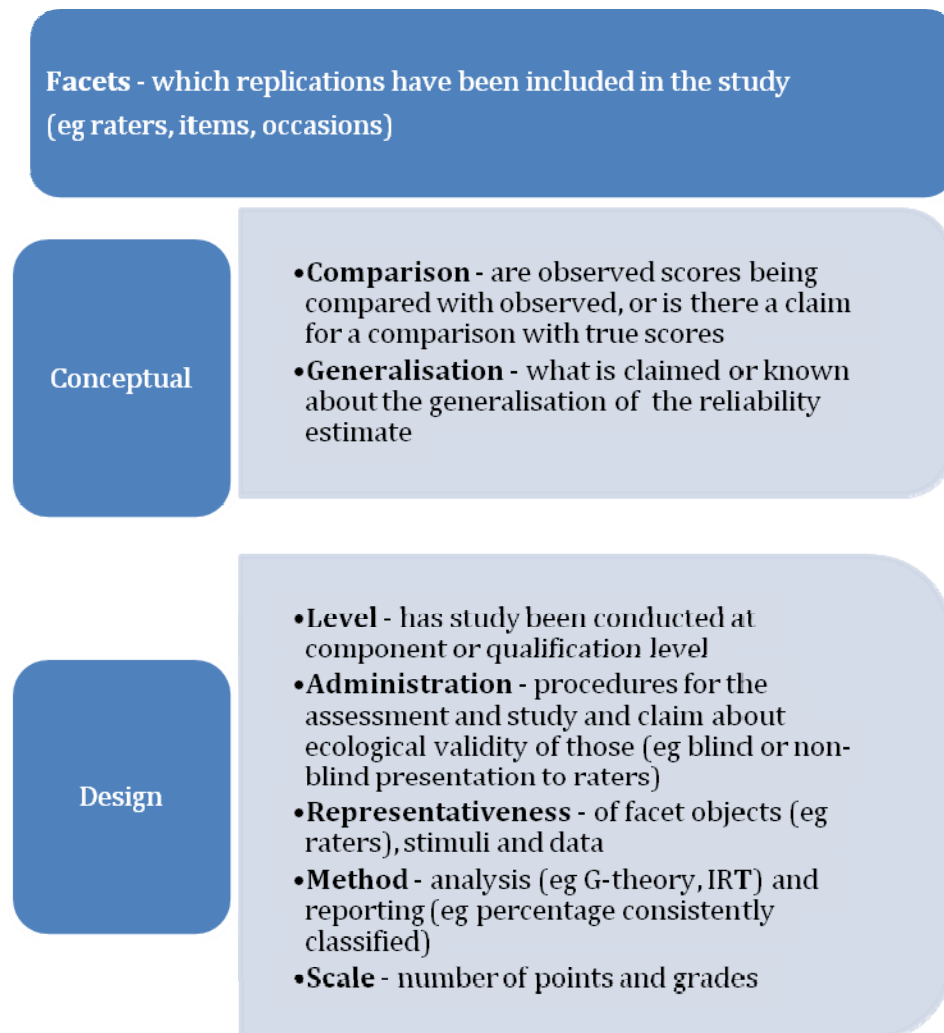 Facets - which replications have been included in the study
(eg raters, items, occasions)
Conceptual
•Comparison - are observed scores being
compared with observed, or is there a claim
for a comparison with true scores
•Generalisation - what is claimed or known
about the generalisation of the reliability
estimate
Design
•Level - has study been conducted at
component or qualification level
•Administration - procedures for the
assessment and study and claim about
ecological validity of those (eg blind or non-
blind presentation to raters)
•Representativeness - of facet objects (eg
raters), stimuli and data
•Method - analysis (eg G-theory, IRT) and
reporting (eg percentage consistently
classified)
•Scale - number of points and grades